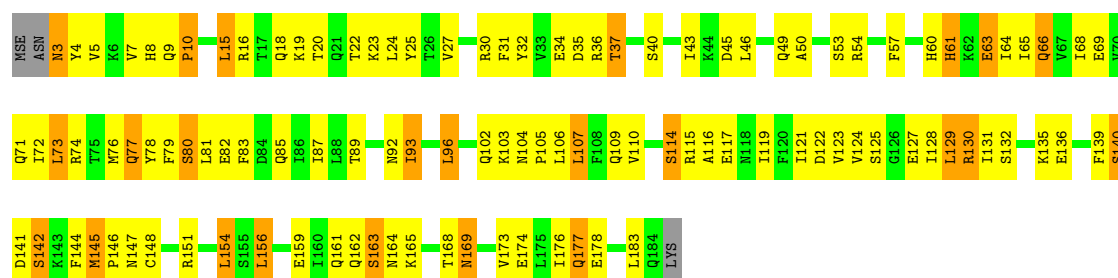 MSE ASN N3 Y4 V5 K6 V7 H8 Q9 P10 L15 R16 T17 Q18 K19 T20 Q21 T22 K23 L24 Y25 T26 V27 R30 F31 Y32 V33 E34 D35 R36 T37 S40 I43 K44 D45 L46 Q49 A50 S53 R54 F57 H60 H61 K62 E63 I64 I65 Q66 V67 I68 E69 V70
Q71 I72 L73 R74 T75 M76 Q77 Y78 F79 S80 L81 E82 F83 D84 Q85 I86 I87 L88 T89 N92 I93 L96 Q102 K103 N104 P105 L106 L107 F108 Q109 V110 S114 R115 A116 E117 N118 I119 F120 I121 D122 V123 V124 S125 G126 E127 I128 L129 R130 I131 S132 K135 E136 F139 S140
D141 S142 K143 F144 M145 P146 N147 C148 R151 L154 S155 L156 E159 I160 Q161 Q162 S163 N164 K165 T168 N169 V173 E174 L175 I176 Q177 E178 L183 Q184 LYS